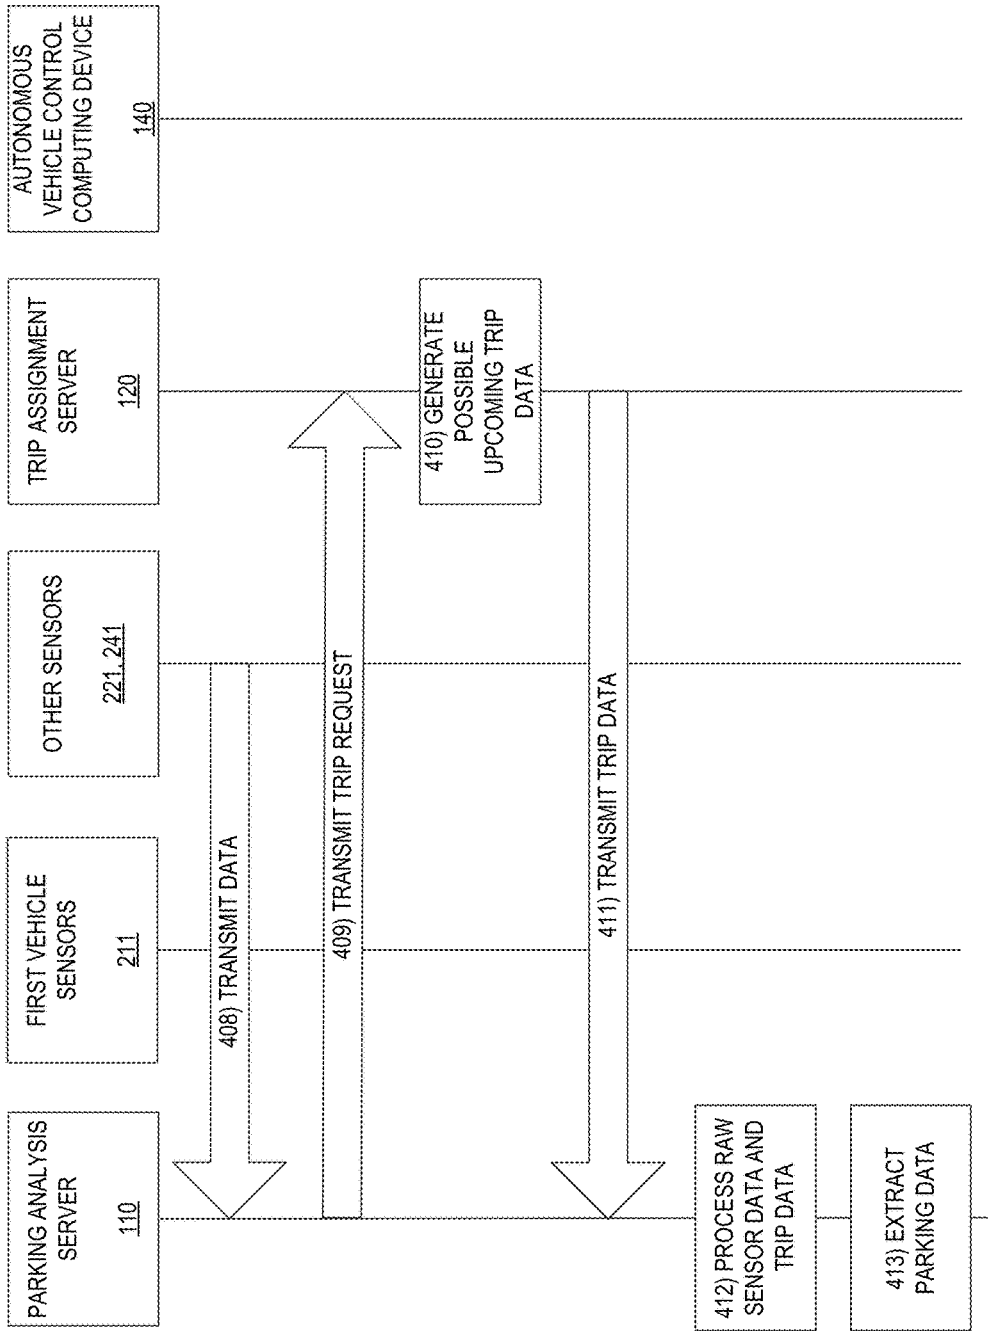 PARKING ANALYSIS
SERVER
110
FIRST VEHICLE
SENSORS
211
OTHER SENSORS
221, 241
TRIP ASSIGNMENT
SERVER
120
AUTONOMOUS
VEHICLE CONTROL
COMPUTING DEVICE
140
408) TRANSMIT DATA
409) TRANSMIT TRIP REQUEST
410) GENERATE
POSSIBLE
UPCOMING TRIP
DATA
411) TRANSMIT TRIP DATA
412) PROCESS RAW
SENSOR DATA AND
TRIP DATA
413) EXTRACT
PARKING DATA